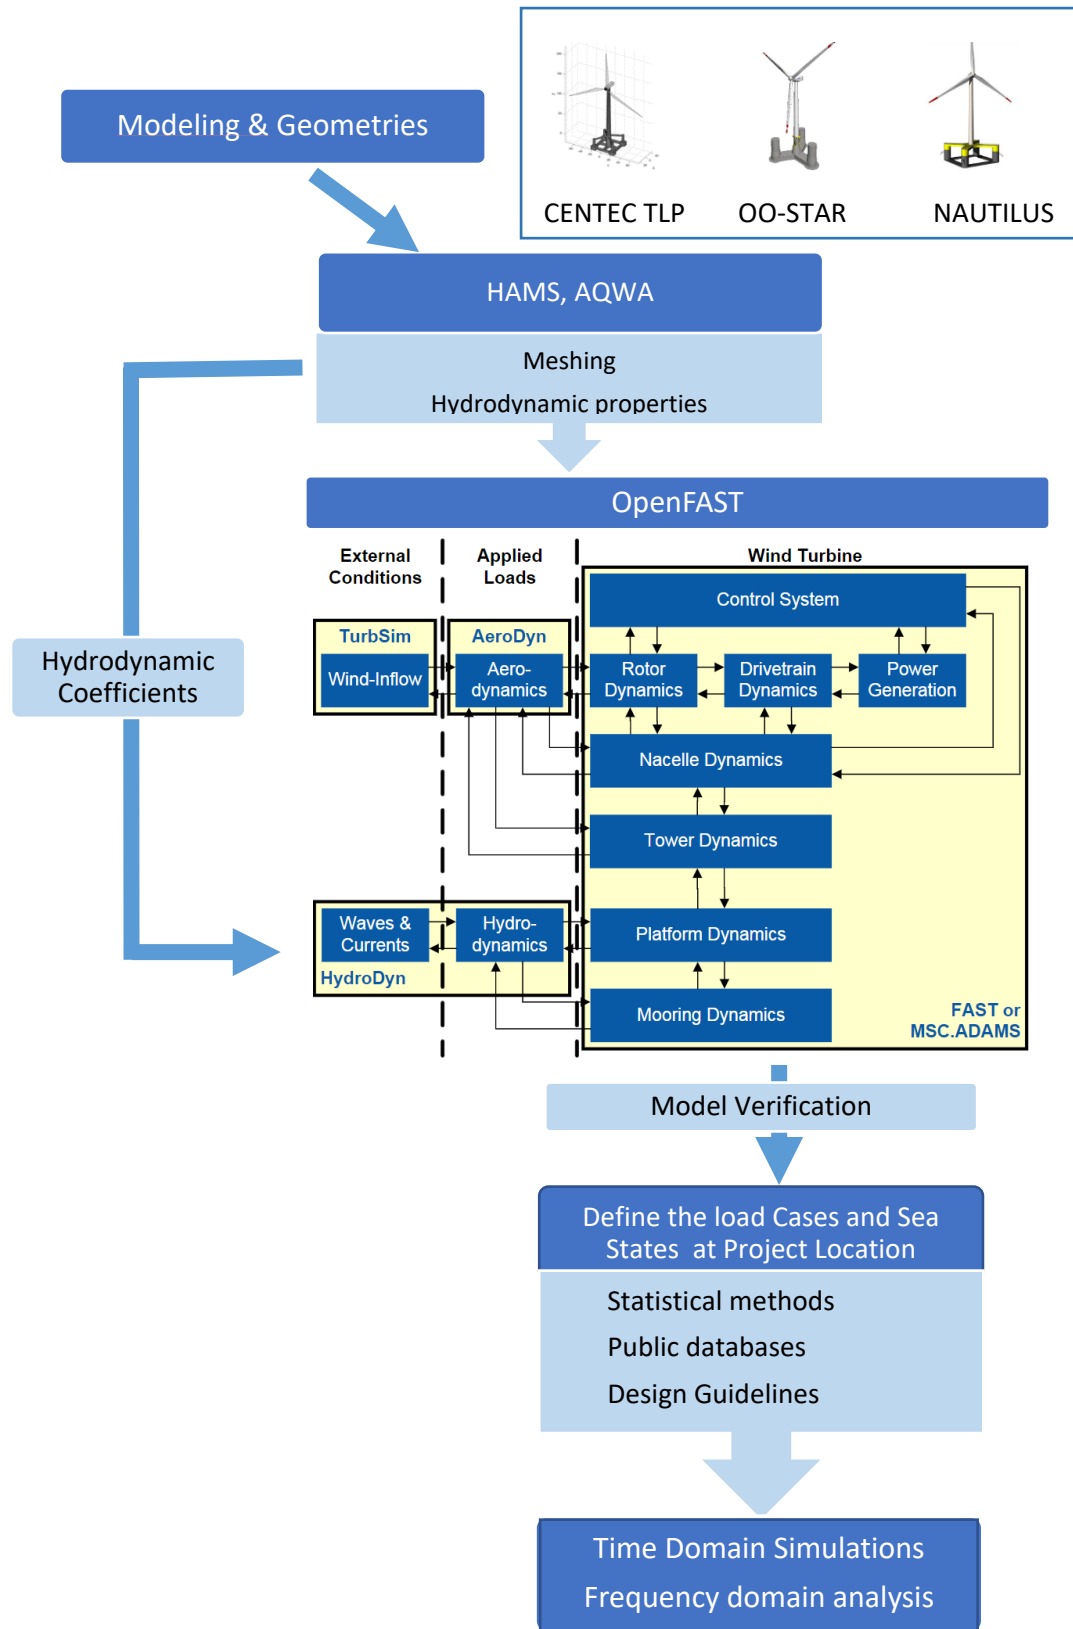 Modeling & Geometries
CENTEC TLP
OO-STAR
NAUTILUS
HAMS, AQWA
Meshing
Hydrodynamic properties
OpenFAST
External
Conditions
Applied
Loads
Wind Turbine
Control System
TurbSim
Wind-Inflow
AeroDyn
Aero-
dynamics
Rotor
Dynamics
Drivetrain
Dynamics
Power
Generation
Hydrodynamic
Coefficients
Nacelle Dynamics
Tower Dynamics
Waves &
Currents
HydroDyn
Hydro-
dynamics
Platform Dynamics
Mooring Dynamics
FAST or
MSC.ADAMS
Model Verification
Define the load Cases and Sea
States at Project Location
Statistical methods
Public databases
Design Guidelines
Time Domain Simulations
Frequency domain analysis